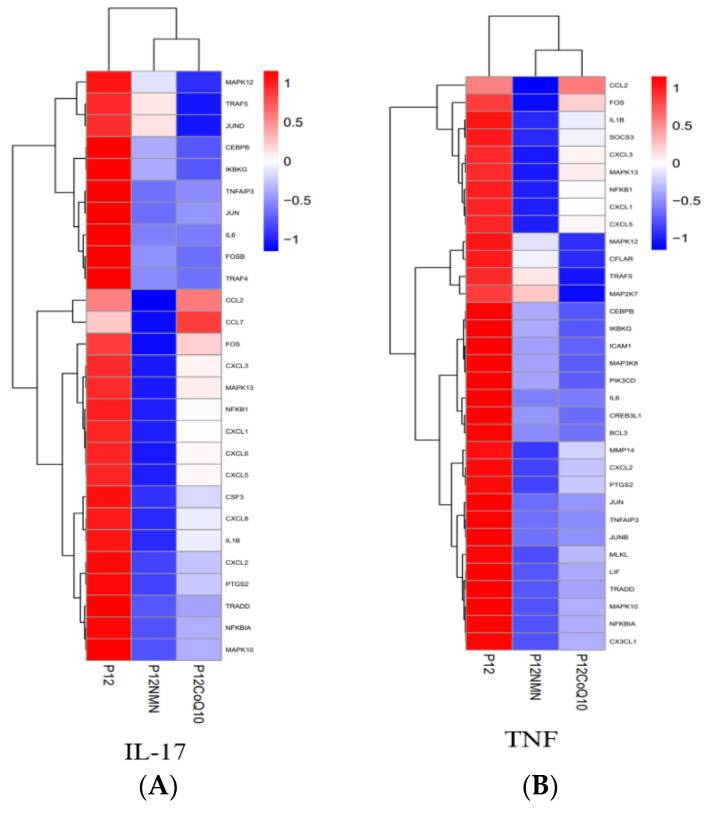 MAPK12
TRAF5
JUND
CEBPB
IKBKG
TNFAIP3
JUN
IL6
FOSB
TRAF4
CCL2
CCL7
FOS
CXCL3
MAPK13
NFKB1
CXCL1
CXCL6
CXCL5
CSF3
CXCL8
IL1B
CXCL2
PTGS2
TRADD
NFKBIA
MAPK10
1
0.5
0
−0.5
−1
P12
P12NMN
P12CoQ10
IL-17
(A)
CCL2
FOS
IL1B
SOCS3
CXCL3
MAPK13
NFKB1
CXCL1
CXCL5
MAPK12
CFLAR
TRAF5
MAP2K7
CEBPB
IKBKG
ICAM1
MAP3K8
PIK3CD
IL6
CREB3L1
BCL3
MMP14
CXCL2
PTGS2
JUN
TNFAIP3
JUNB
MLKL
LIF
TRADD
MAPK10
NFKBIA
CX3CL1
1
0.5
0
−0.5
−1
P12
P12NMN
P12CoQ10
TNF
(B)